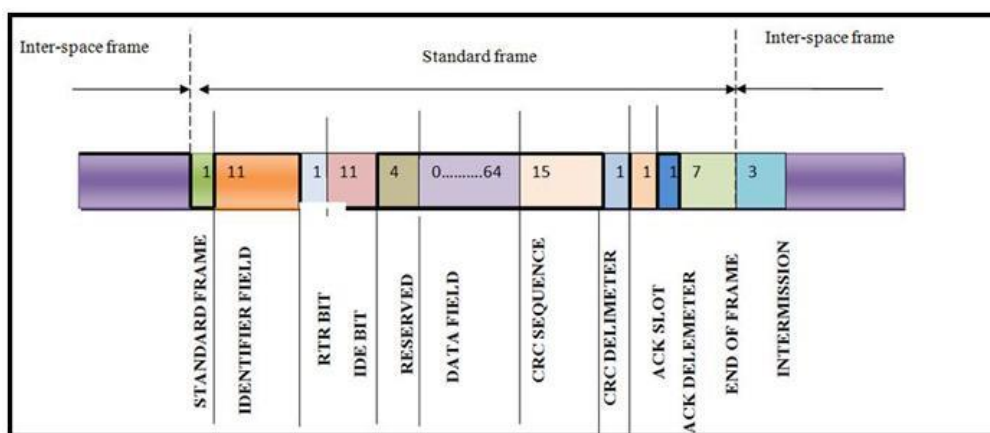 Inter-space frame
Standard frame
Inter-space frame
1 11 1 11 4 0..........64 15 1 1 1 7 3
STANDARD FRAME
IDENTIFIER FIELD
RTR BIT
IDE BIT
RESERVED
DATA FIELD
CRC SEQUENCE
CRC DELIMETER
ACK SLOT
ACK DELEMETER
END OF FRAME
INTERMISSION